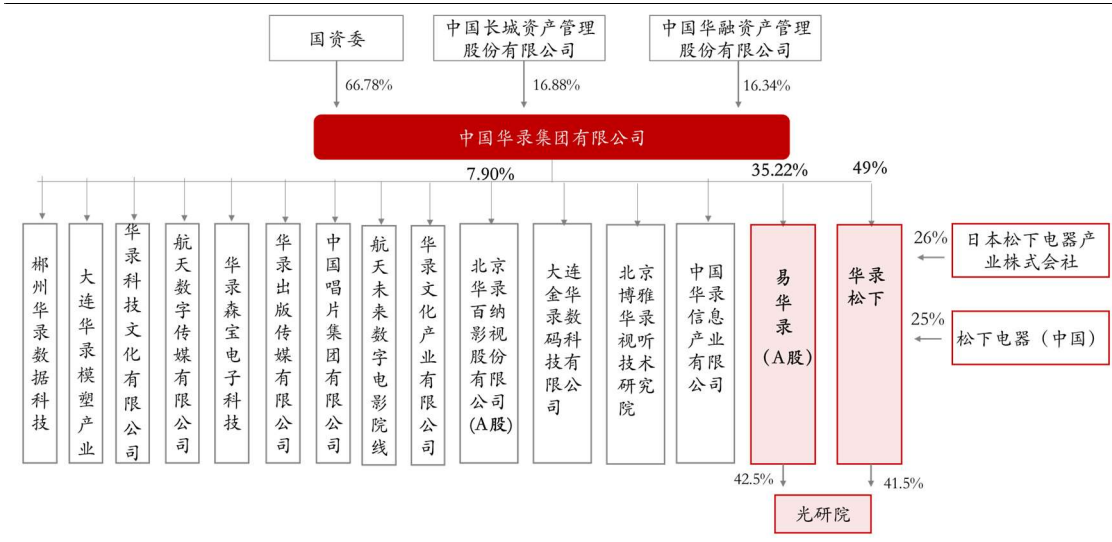 国资委
中国长城资产管理
股份有限公司
中国华融资产管理
股份有限公司
66.78%
16.88%
16.34%
中国华录集团有限公司
7.90%
35.22%
49%
郴州华录数据科技
大连华录模塑产业
华录科技文化有限公司
航天数字传媒有限公司
华录森宝电子科技
华录出版传媒有限公司
中国唱片集团有限公司
航天未来数字电影院线
华录文化产业有限公司
北京
华录
百纳
影视
股份
有限
公司
(A股)
大连
金华
录数
码科
技有
限公
司
北京
博雅
华录
视听
技术
研究
院
中国
华录
信息
产业
有限
公司
易
华
录
(A股)
华录
松下
26%
日本松下电器产
业株式会社
25%
松下电器（中国）
42.5%
41.5%
光研院